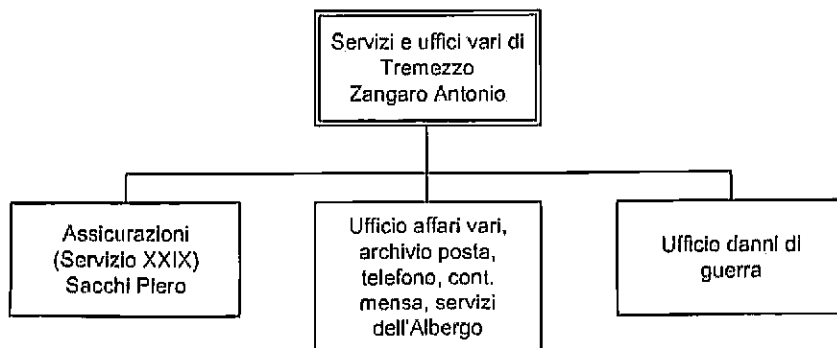 Servizi e uffici vari di
Tremezzo
Zangaro Antonio
Assicurazioni
(Servizio XXIX)
Sacchi Piero
Ufficio affari vari,
archivio posta,
telefono, cont.
mensa, servizi
dell'Albergo
Ufficio danni di
guerra